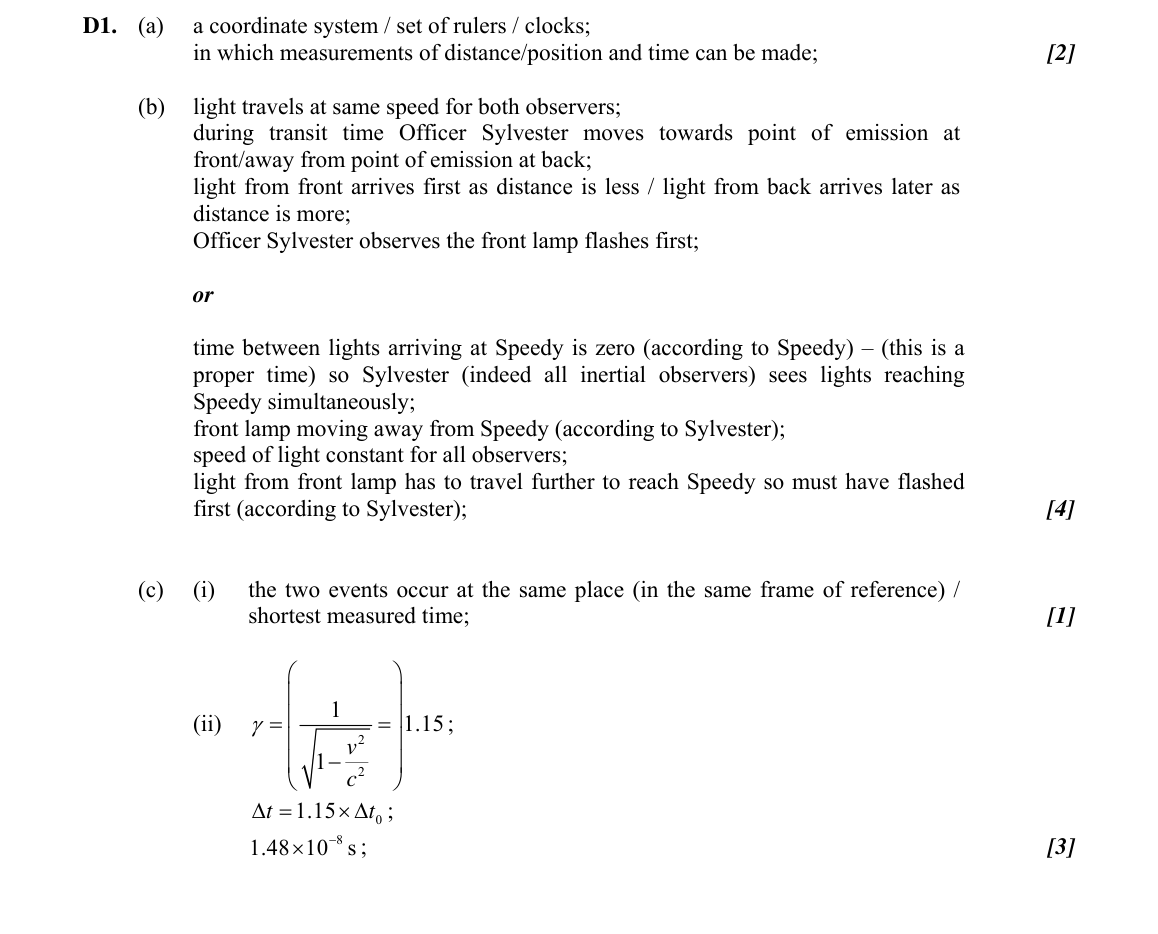 D1. (a) a coordinate system / set of rulers / clocks;
in which measurements of distance/position and time can be made; [2]
(b) light travels at same speed for both observers;
during transit time Officer Sylvester moves towards point of emission at
front/away from point of emission at back;
light from front arrives first as distance is less / light from back arrives later as
distance is more;
Officer Sylvester observes the front lamp flashes first;
or
time between lights arriving at Speedy is zero (according to Speedy) – (this is a
proper time) so Sylvester (indeed all inertial observers) sees lights reaching
Speedy simultaneously;
front lamp moving away from Speedy (according to Sylvester);
speed of light constant for all observers;
light from front lamp has to travel further to reach Speedy so must have flashed
first (according to Sylvester); [4]
(c) (i) the two events occur at the same place (in the same frame of reference) /
shortest measured time; [1]
(ii) γ = ( 1 / √(1 − v²/c²) = ) 1.15 ;
Δt = 1.15 × Δt₀ ;
1.48×10⁻⁸ s ; [3]